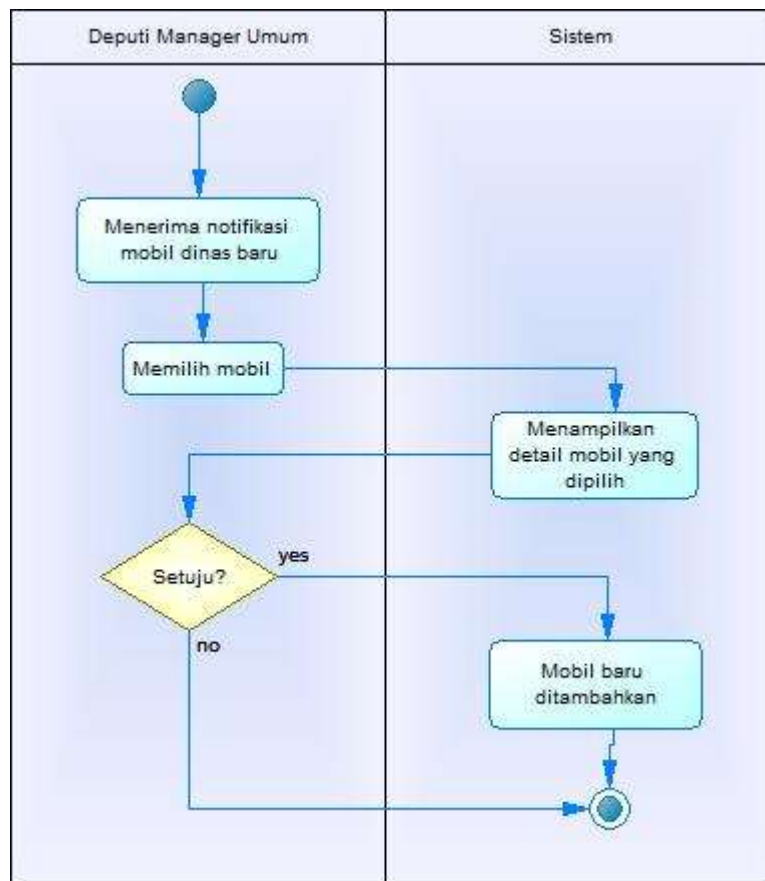 Deputi Manager Umum
Sistem
Menerima notifikasi
mobil dinas baru
Memilih mobil
Menampilkan
detail mobil yang
dipilih
Setuju?
yes
no
Mobil baru
ditambahkan